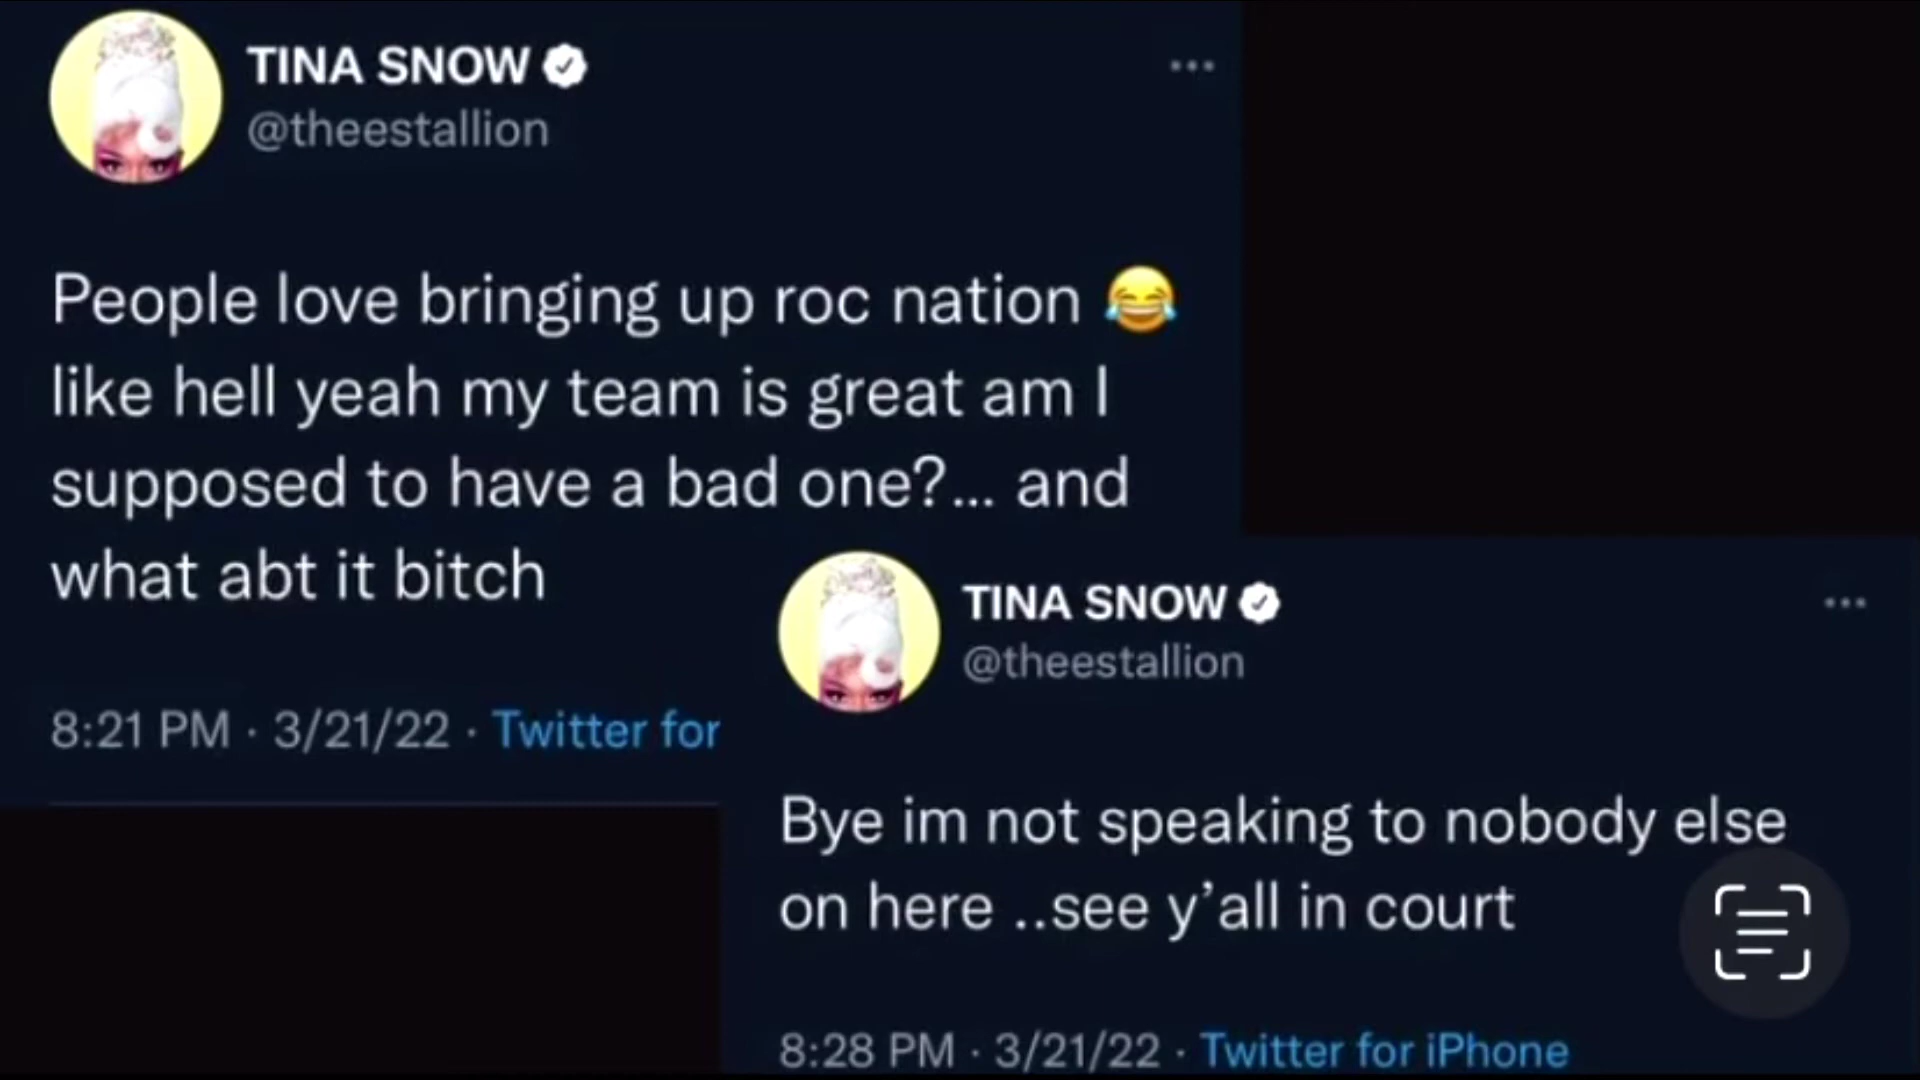 TINA SNOW
@theestallion
People love bringing up roc nation 😂
like hell yeah my team is great am I
supposed to have a bad one?... and
what abt it bitch
8:21 PM · 3/21/22 · Twitter for
TINA SNOW
@theestallion
Bye im not speaking to nobody else
on here ..see y’all in court
8:28 PM · 3/21/22 · Twitter for iPhone